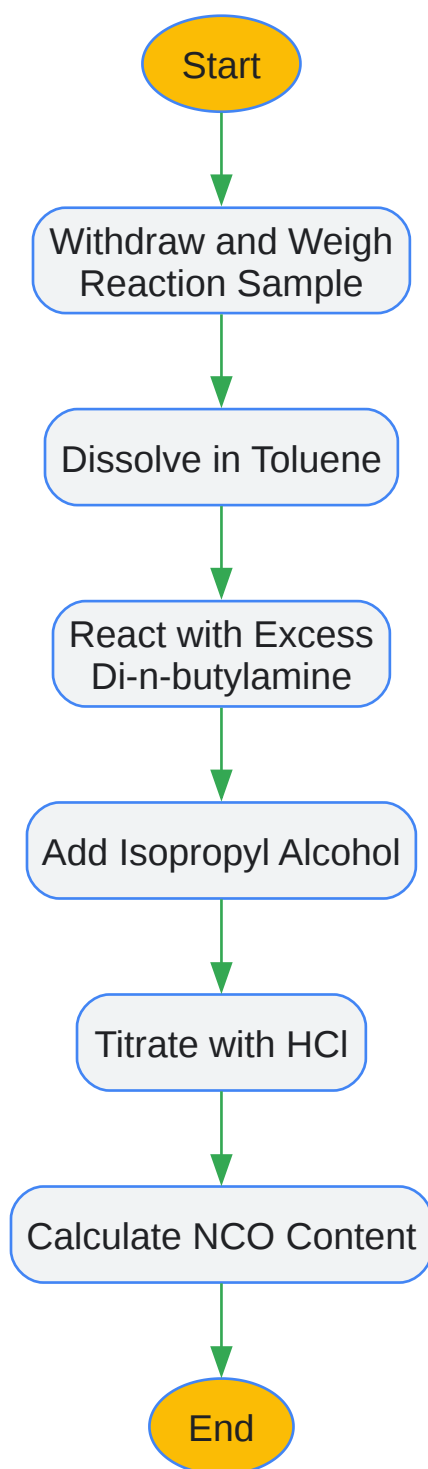 Start
Withdraw and Weigh
Reaction Sample
Dissolve in Toluene
React with Excess
Di-n-butylamine
Add Isopropyl Alcohol
Titrate with HCl
Calculate NCO Content
End